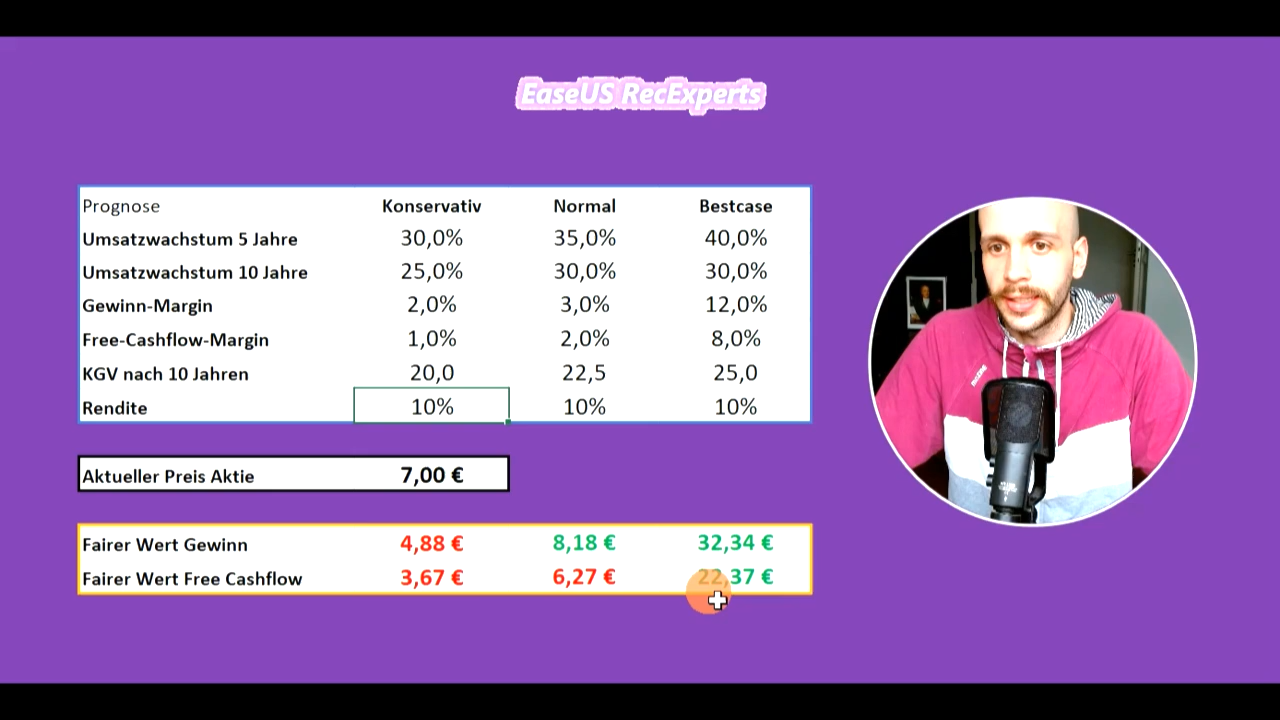 EaseUS RecExperts
Prognose Konservativ Normal Bestcase
Umsatzwachstum 5 Jahre 30,0% 35,0% 40,0%
Umsatzwachstum 10 Jahre 25,0% 30,0% 30,0%
Gewinn-Margin 2,0% 3,0% 12,0%
Free-Cashflow-Margin 1,0% 2,0% 8,0%
KGV nach 10 Jahren 20,0 22,5 25,0
Rendite 10% 10% 10%
Aktueller Preis Aktie 7,00 €
Fairer Wert Gewinn 4,88 € 8,18 € 32,34 €
Fairer Wert Free Cashflow 3,67 € 6,27 € 22,37 €